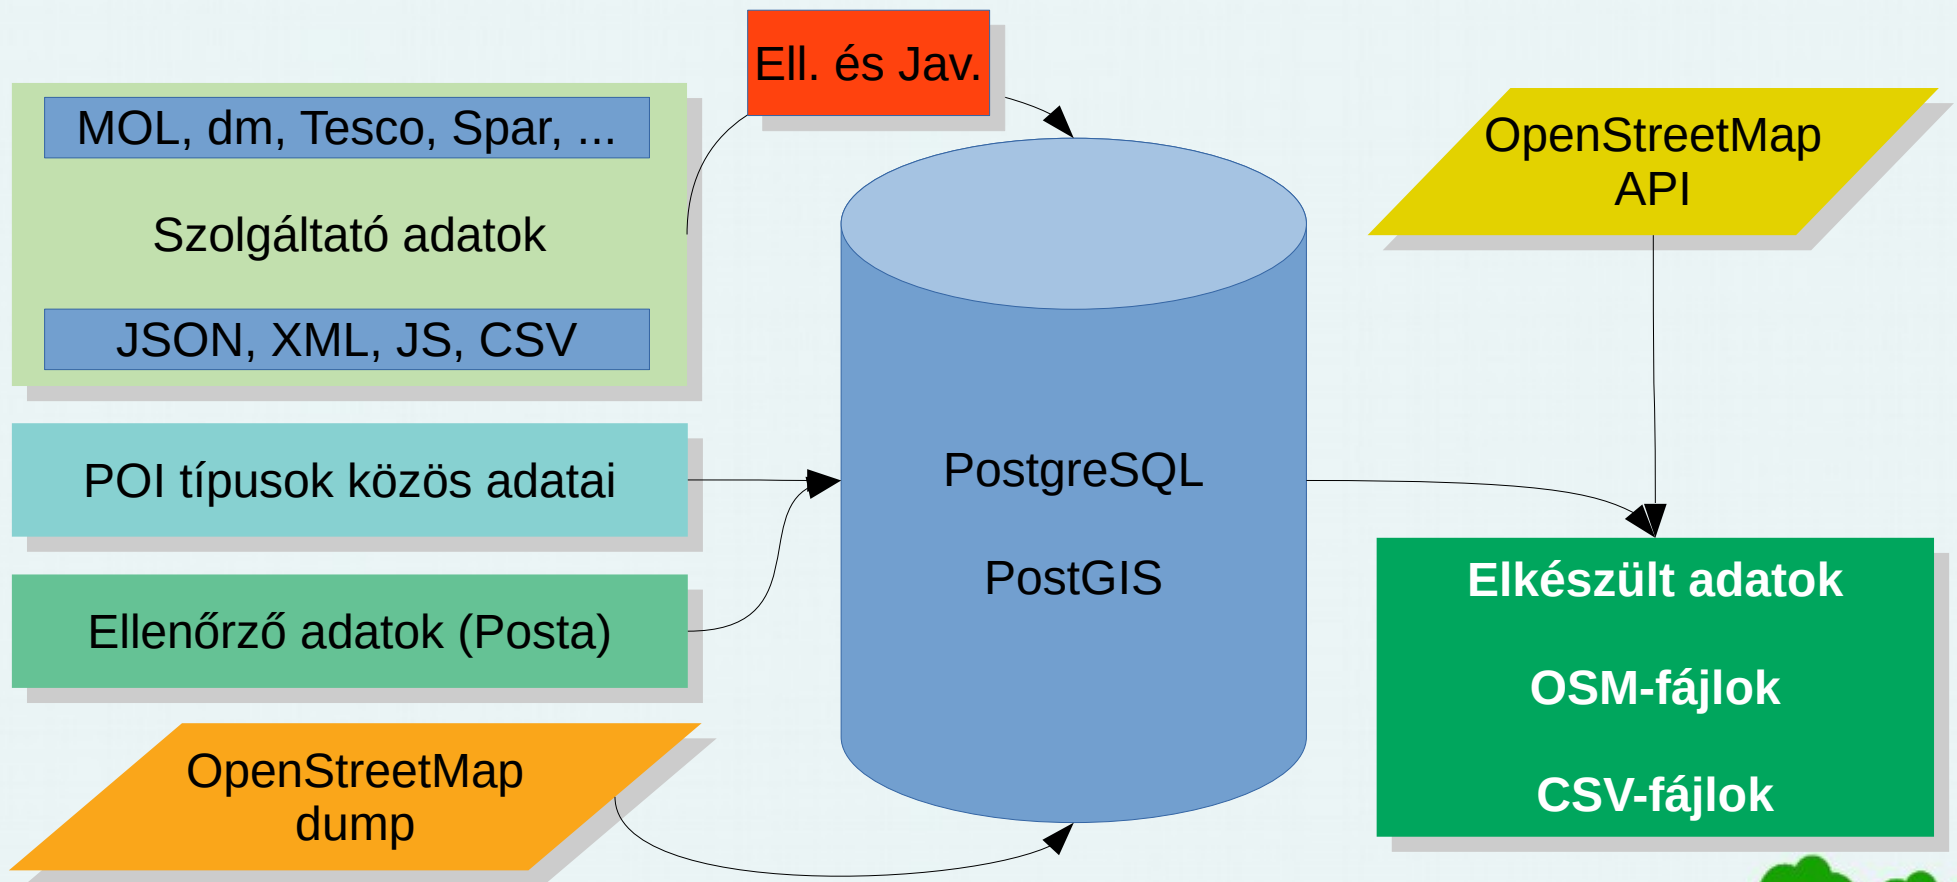 Ell. és Jav.
MOL, dm, Tesco, Spar, ...
Szolgáltató adatok
JSON, XML, JS, CSV
POI típusok közös adatai
Ellenőrző adatok (Posta)
OpenStreetMap
dump
PostgreSQL
PostGIS
OpenStreetMap
API
Elkészült adatok
OSM-fájlok
CSV-fájlok